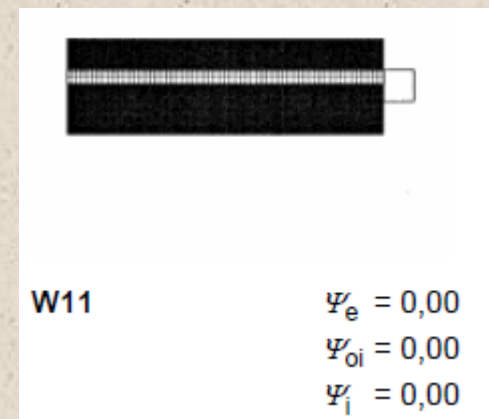 W11 Ψe = 0,00
Ψoi = 0,00
Ψi = 0,00